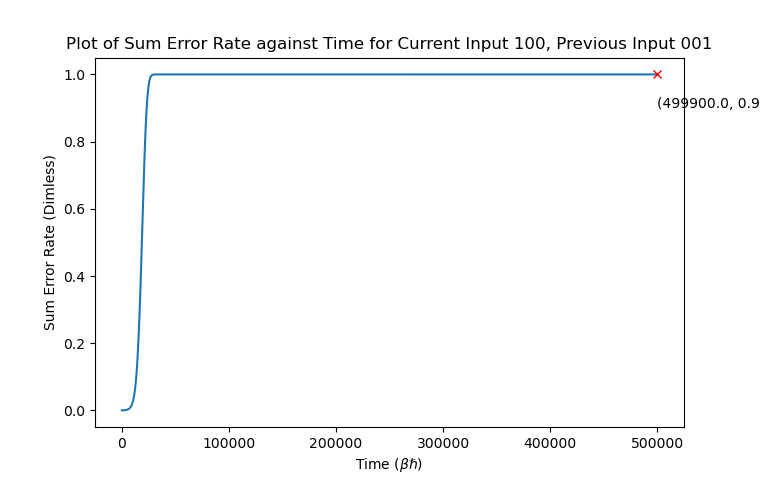 Plot of Sum Error Rate against Time for Current Input 100, Previous Input 001
1.0
(499900.0, 0.9
0.8
0.6
0.4
0.2
0.0
Sum Error Rate (Dimless)
0 100000 200000 300000 400000 500000
Time (βℏ)